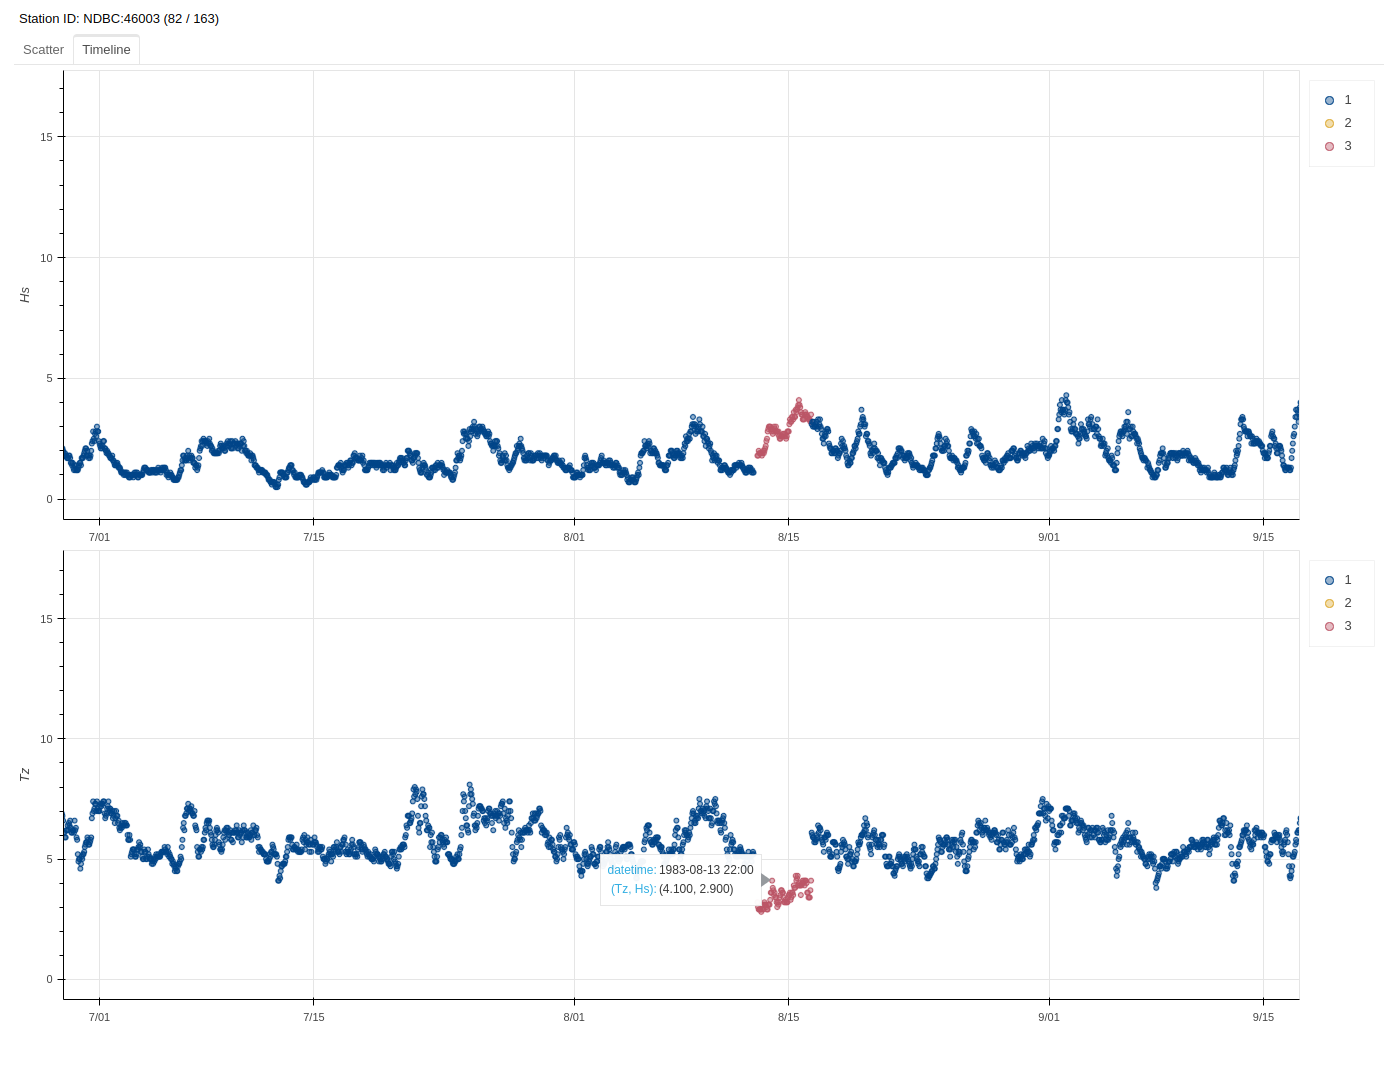 Station ID: NDBC:46003 (82 / 163)
Scatter Timeline
15
10
5
0
Hs
7/01 7/15 8/01 8/15 9/01 9/15
1
2
3
15
10
5
0
Tz
datetime: 1983-08-13 22:00
(Tz, Hs): (4.100, 2.900)
7/01 7/15 8/01 8/15 9/01 9/15
1
2
3